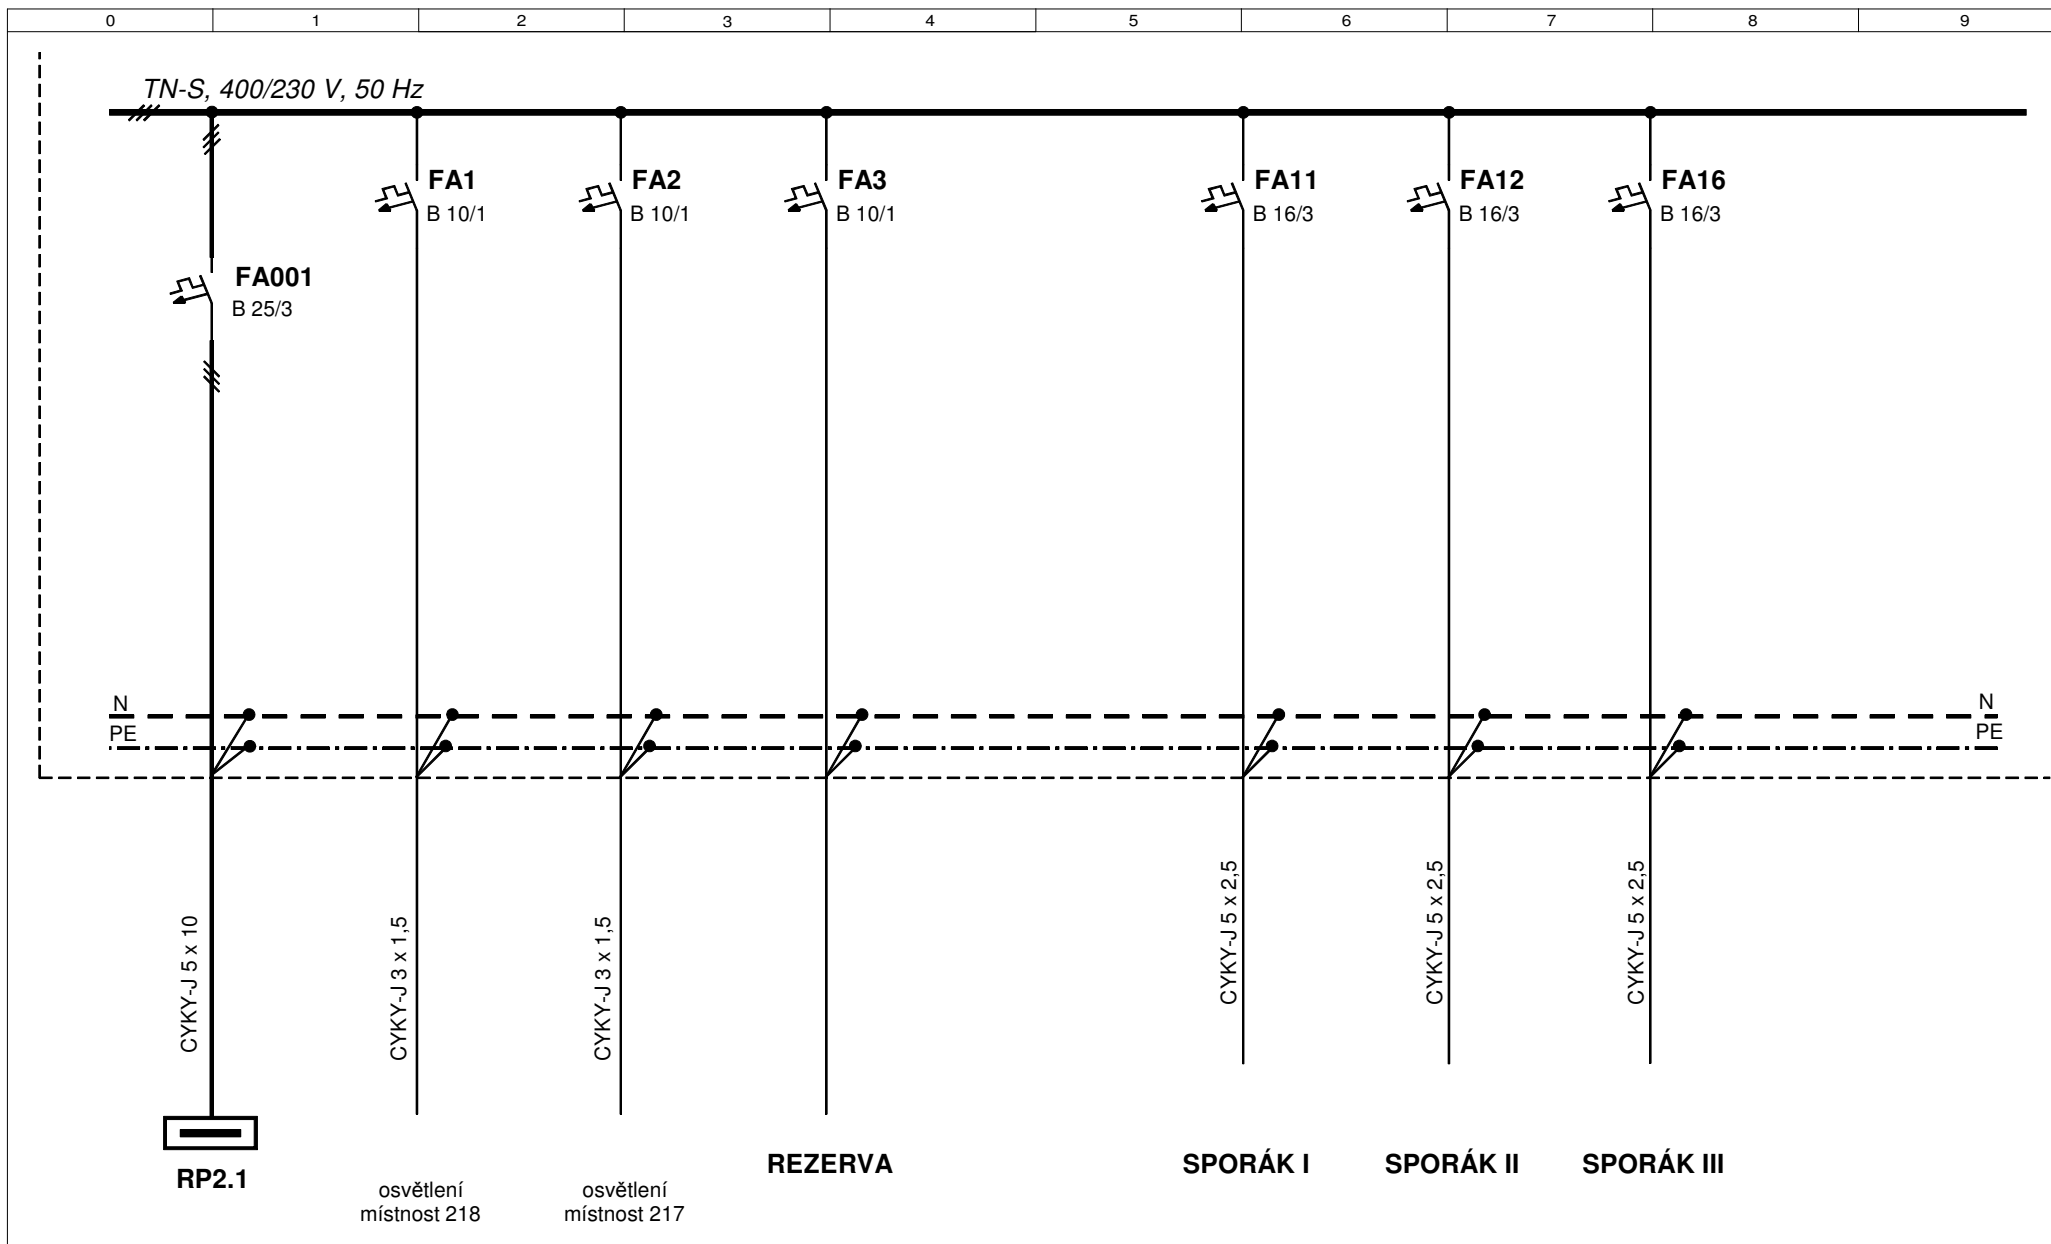 0 1 2 3 4 5 6 7 8 9
TN-S, 400/230 V, 50 Hz
FA1 FA2 FA3 FA11 FA12 FA16
B 10/1 B 10/1 B 10/1 B 16/3 B 16/3 B 16/3
FA001
B 25/3
N N
PE PE
CYKY-J 5 x 10
CYKY-J 3 x 1,5
CYKY-J 3 x 1,5
CYKY-J 5 x 2,5
CYKY-J 5 x 2,5
CYKY-J 5 x 2,5
REZERVA SPORÁK I SPORÁK II SPORÁK III
RP2.1
osvětlení
místnost 218
osvětlení
místnost 217